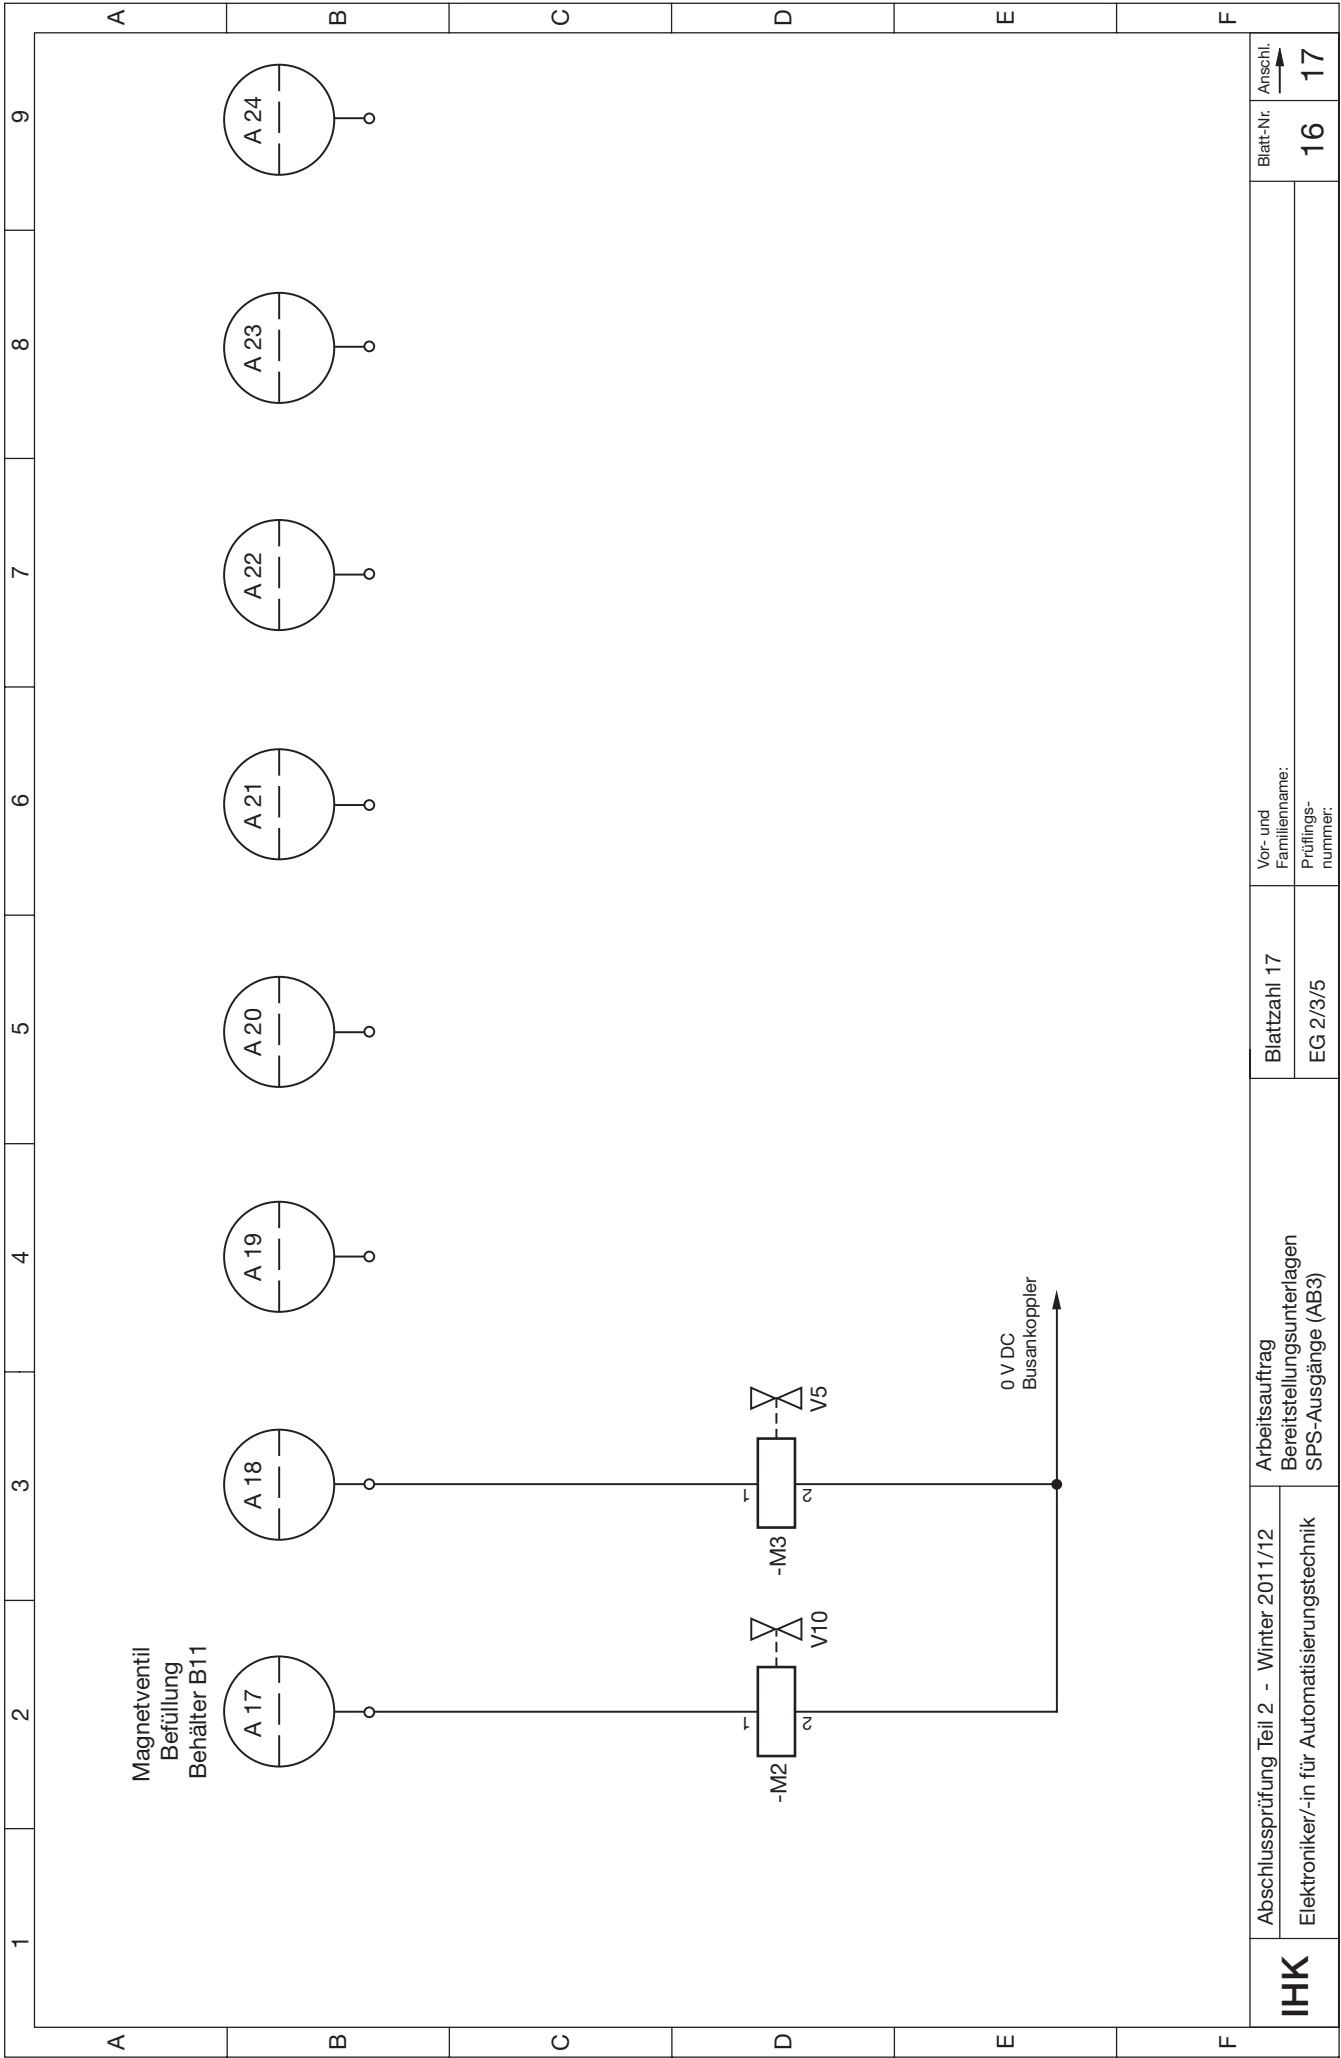 1 2 3 4 5 6 7 8 9
A
B
C
D
E
F
A
B
C
D
E
F
Magnetventil
Befüllung
Behälter B11
A 17
A 18
A 19
A 20
A 21
A 22
A 23
A 24
-M2
1
2
V10
-M3
1
2
V5
0 V DC
Busankoppler
IHK
Abschlussprüfung Teil 2 - Winter 2011/12
Elektroniker/-in für Automatisierungstechnik
Arbeitsauftrag
Bereitstellungsunterlagen
SPS-Ausgänge (AB3)
Blattzahl 17
EG 2/3/5
Vor- und
Familienname:
Prüflings-
nummer:
Blatt-Nr.
16
Anschl.
17